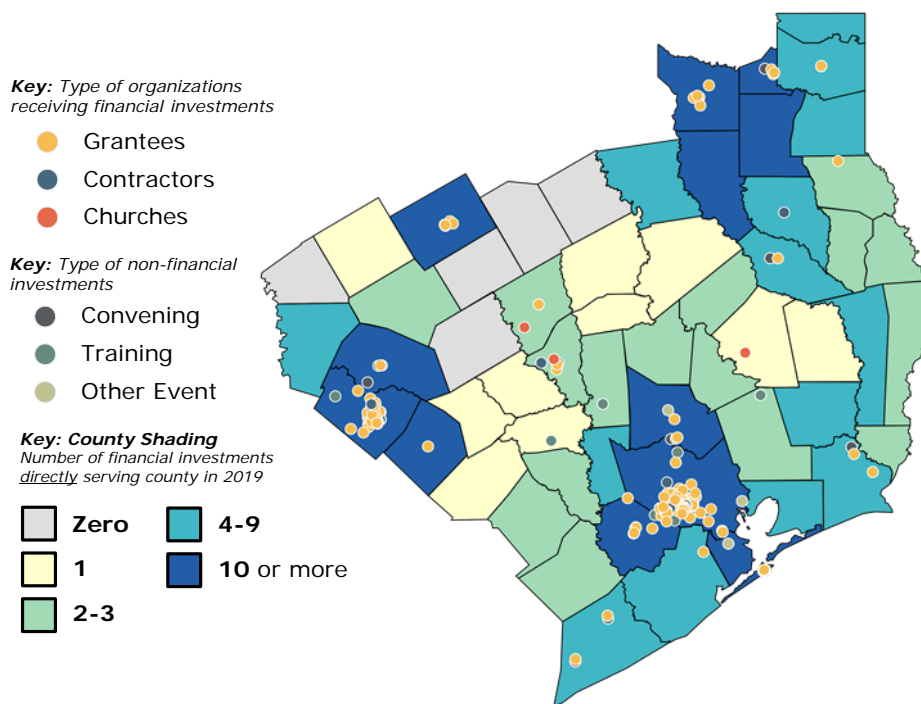 Key: Type of organizations
receiving financial investments
Grantees
Contractors
Churches
Key: Type of non-financial
investments
Convening
Training
Other Event
Key: County Shading
Number of financial investments
directly serving county in 2019
Zero
4-9
1
10 or more
2-3